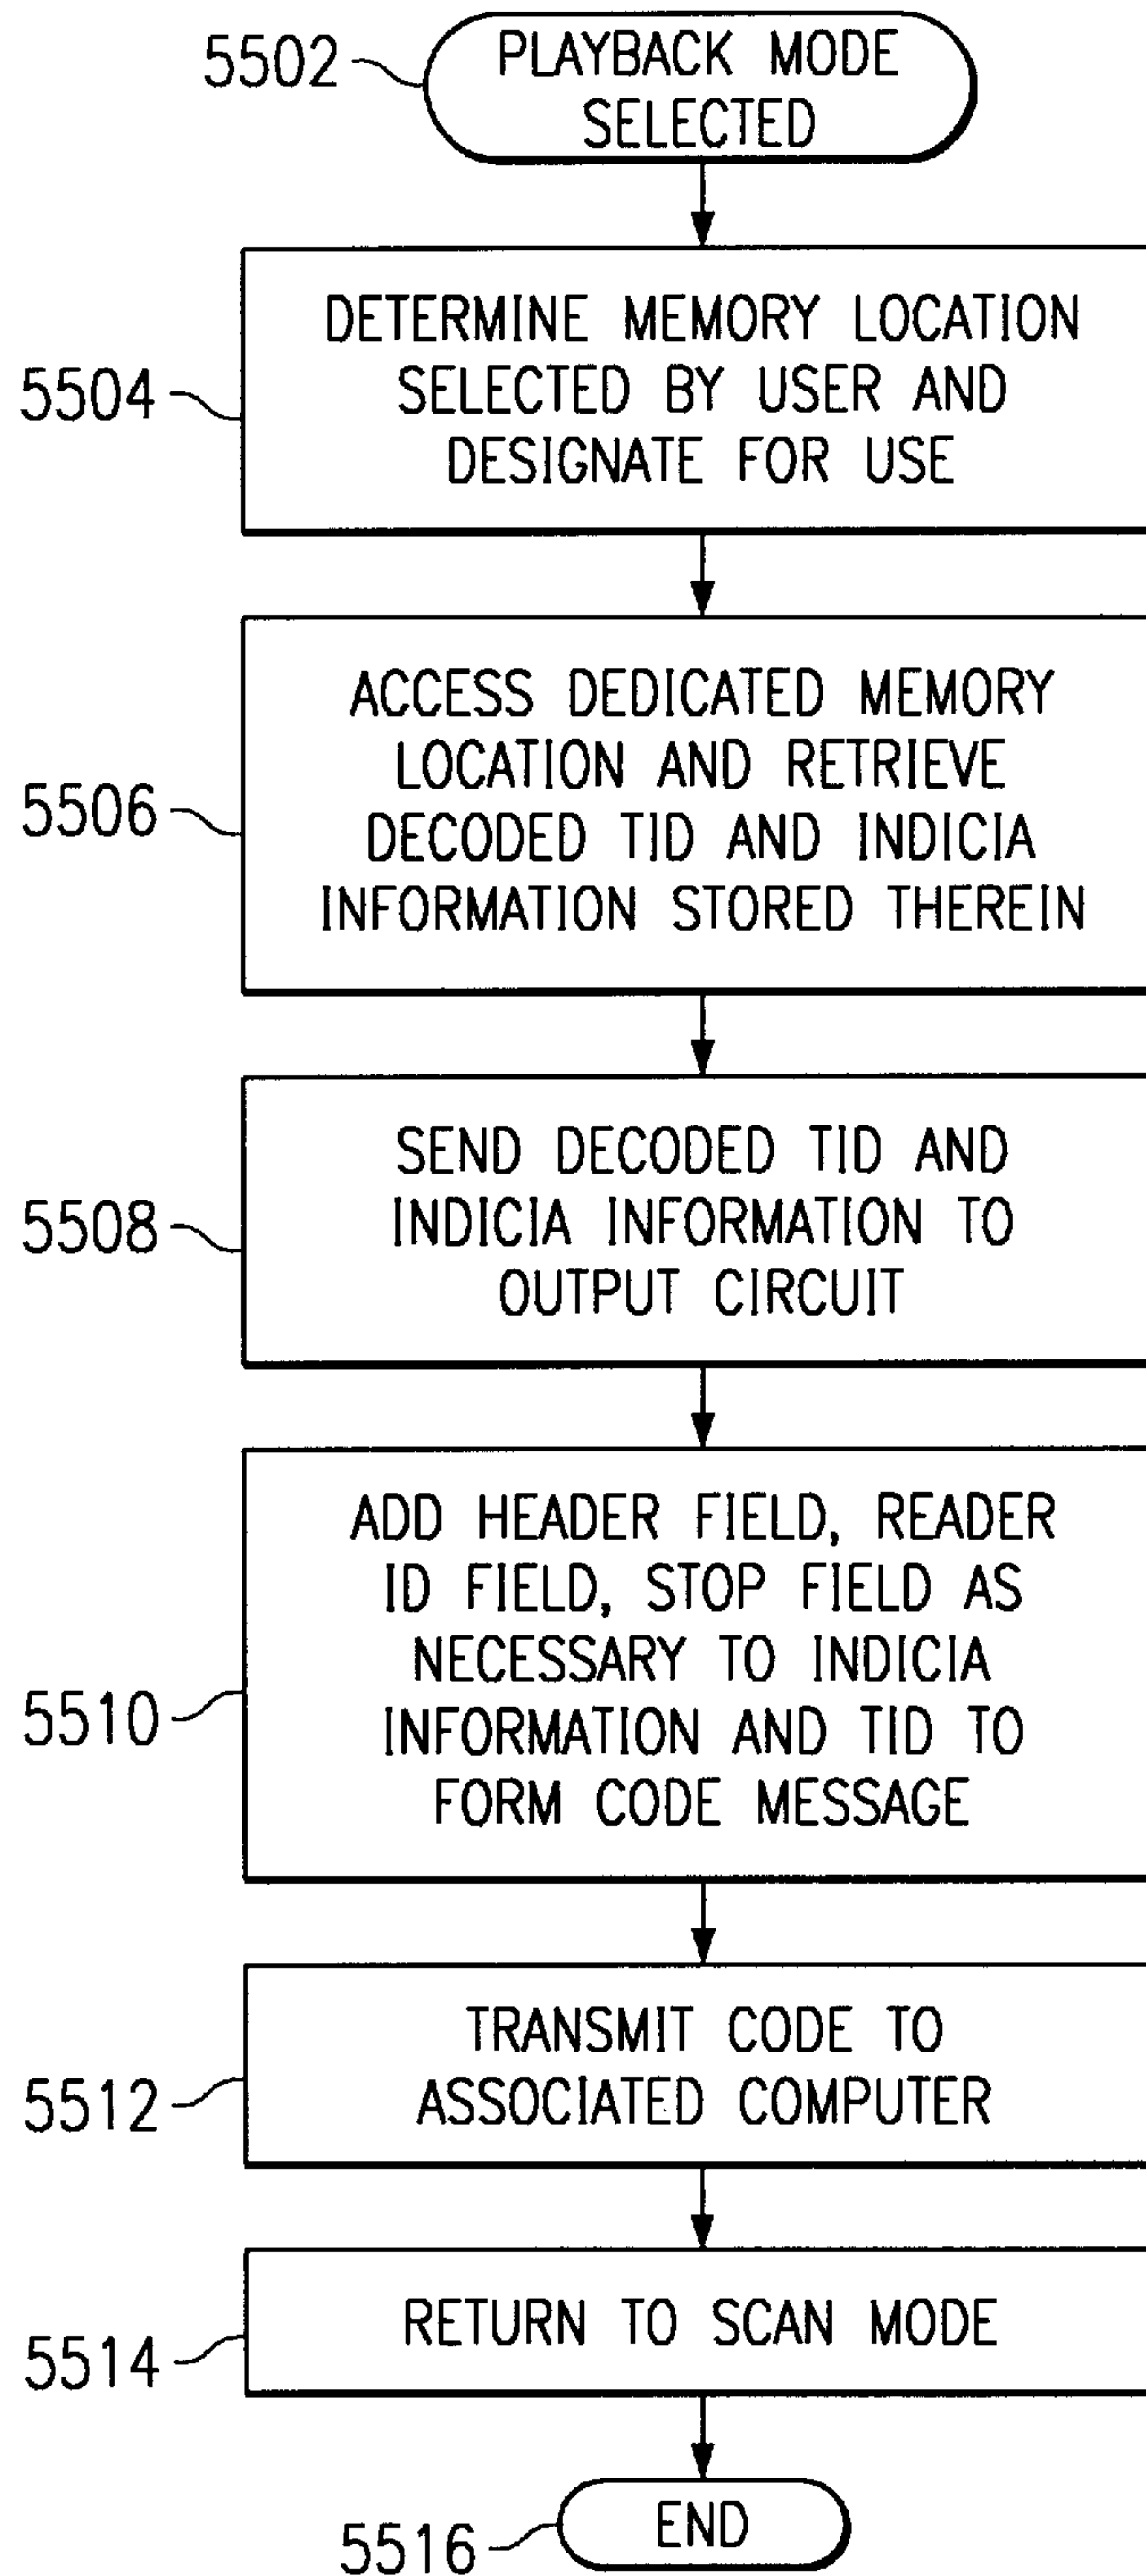 5502
PLAYBACK MODE
SELECTED
5504
DETERMINE MEMORY LOCATION
SELECTED BY USER AND
DESIGNATE FOR USE
5506
ACCESS DEDICATED MEMORY
LOCATION AND RETRIEVE
DECODED TID AND INDICIA
INFORMATION STORED THEREIN
5508
SEND DECODED TID AND
INDICIA INFORMATION TO
OUTPUT CIRCUIT
5510
ADD HEADER FIELD, READER
ID FIELD, STOP FIELD AS
NECESSARY TO INDICIA
INFORMATION AND TID TO
FORM CODE MESSAGE
5512
TRANSMIT CODE TO
ASSOCIATED COMPUTER
5514
RETURN TO SCAN MODE
5516
END